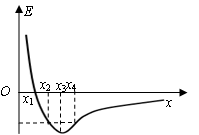 E
O
x₁ x₂ x₃ x₄
x